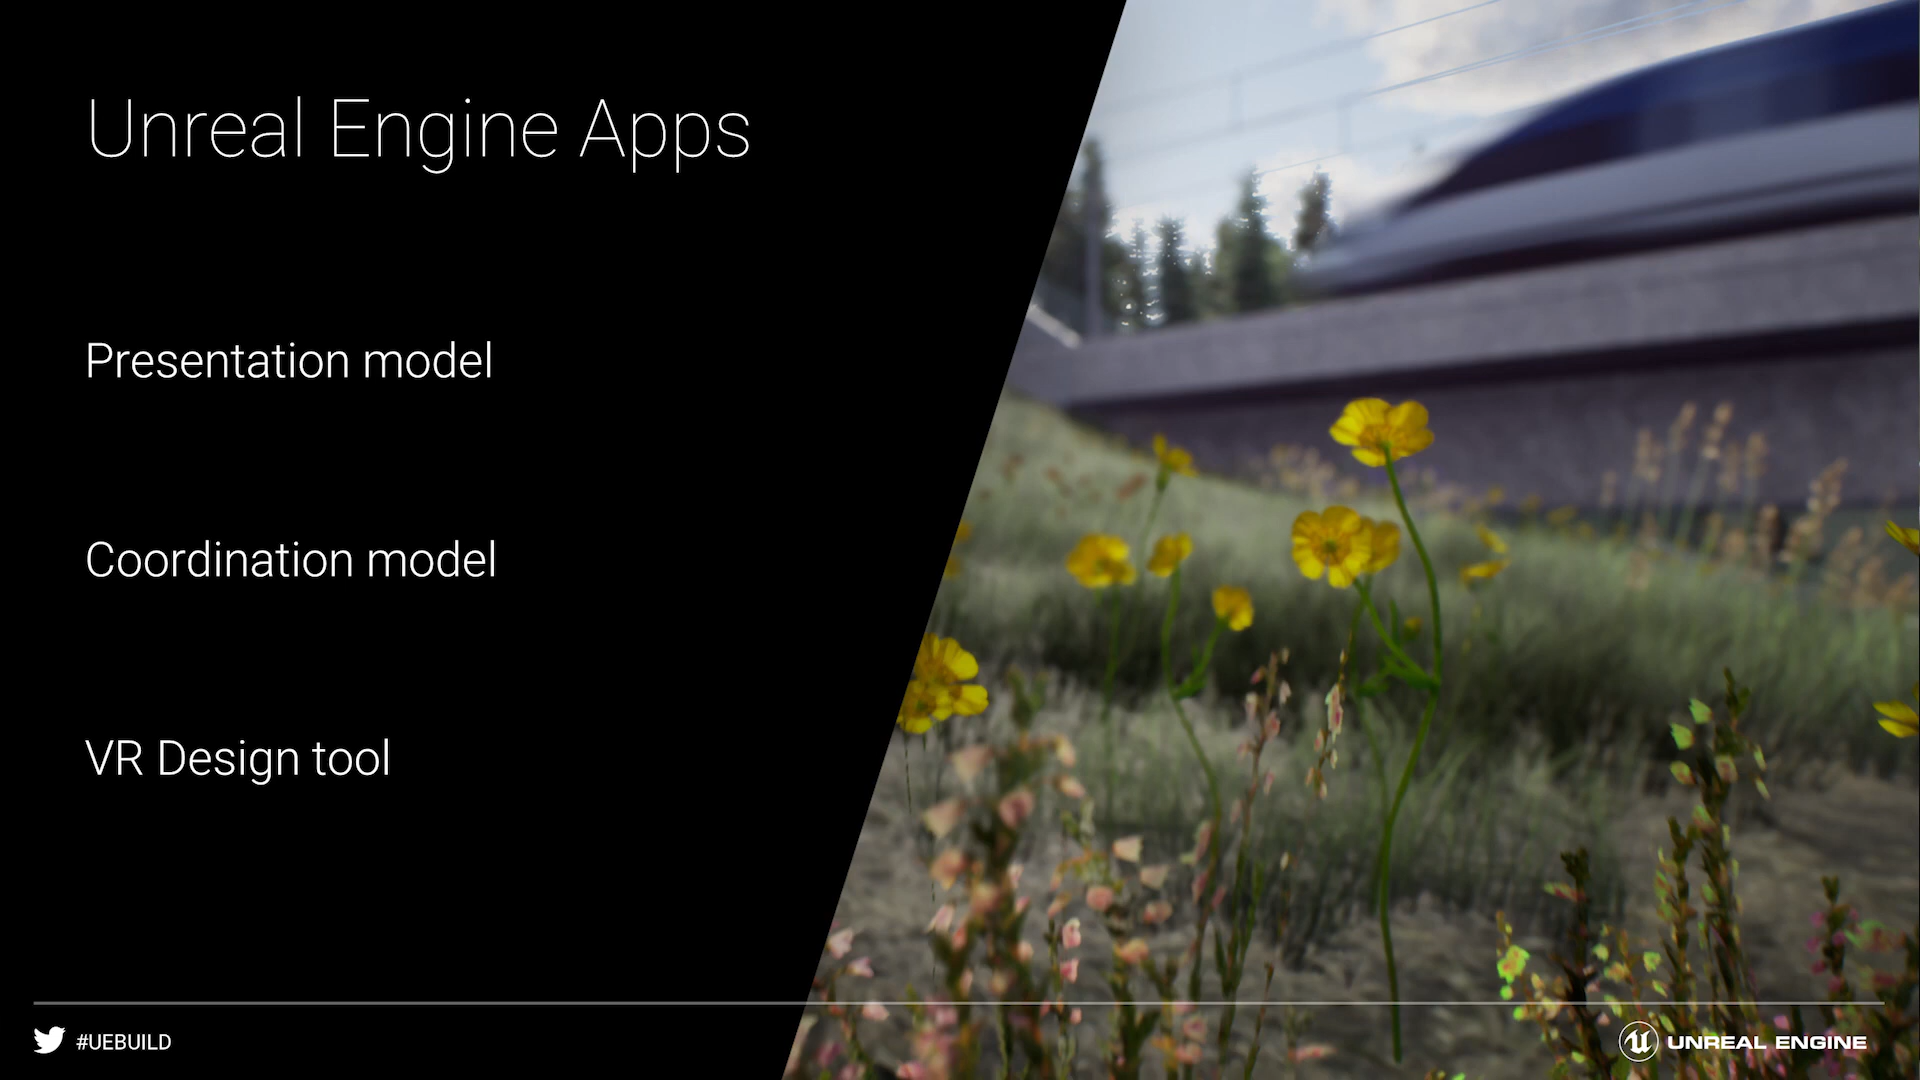 Unreal Engine Apps
Presentation model
Coordination model
VR Design tool
#UEBUILD
UNREAL ENGINE